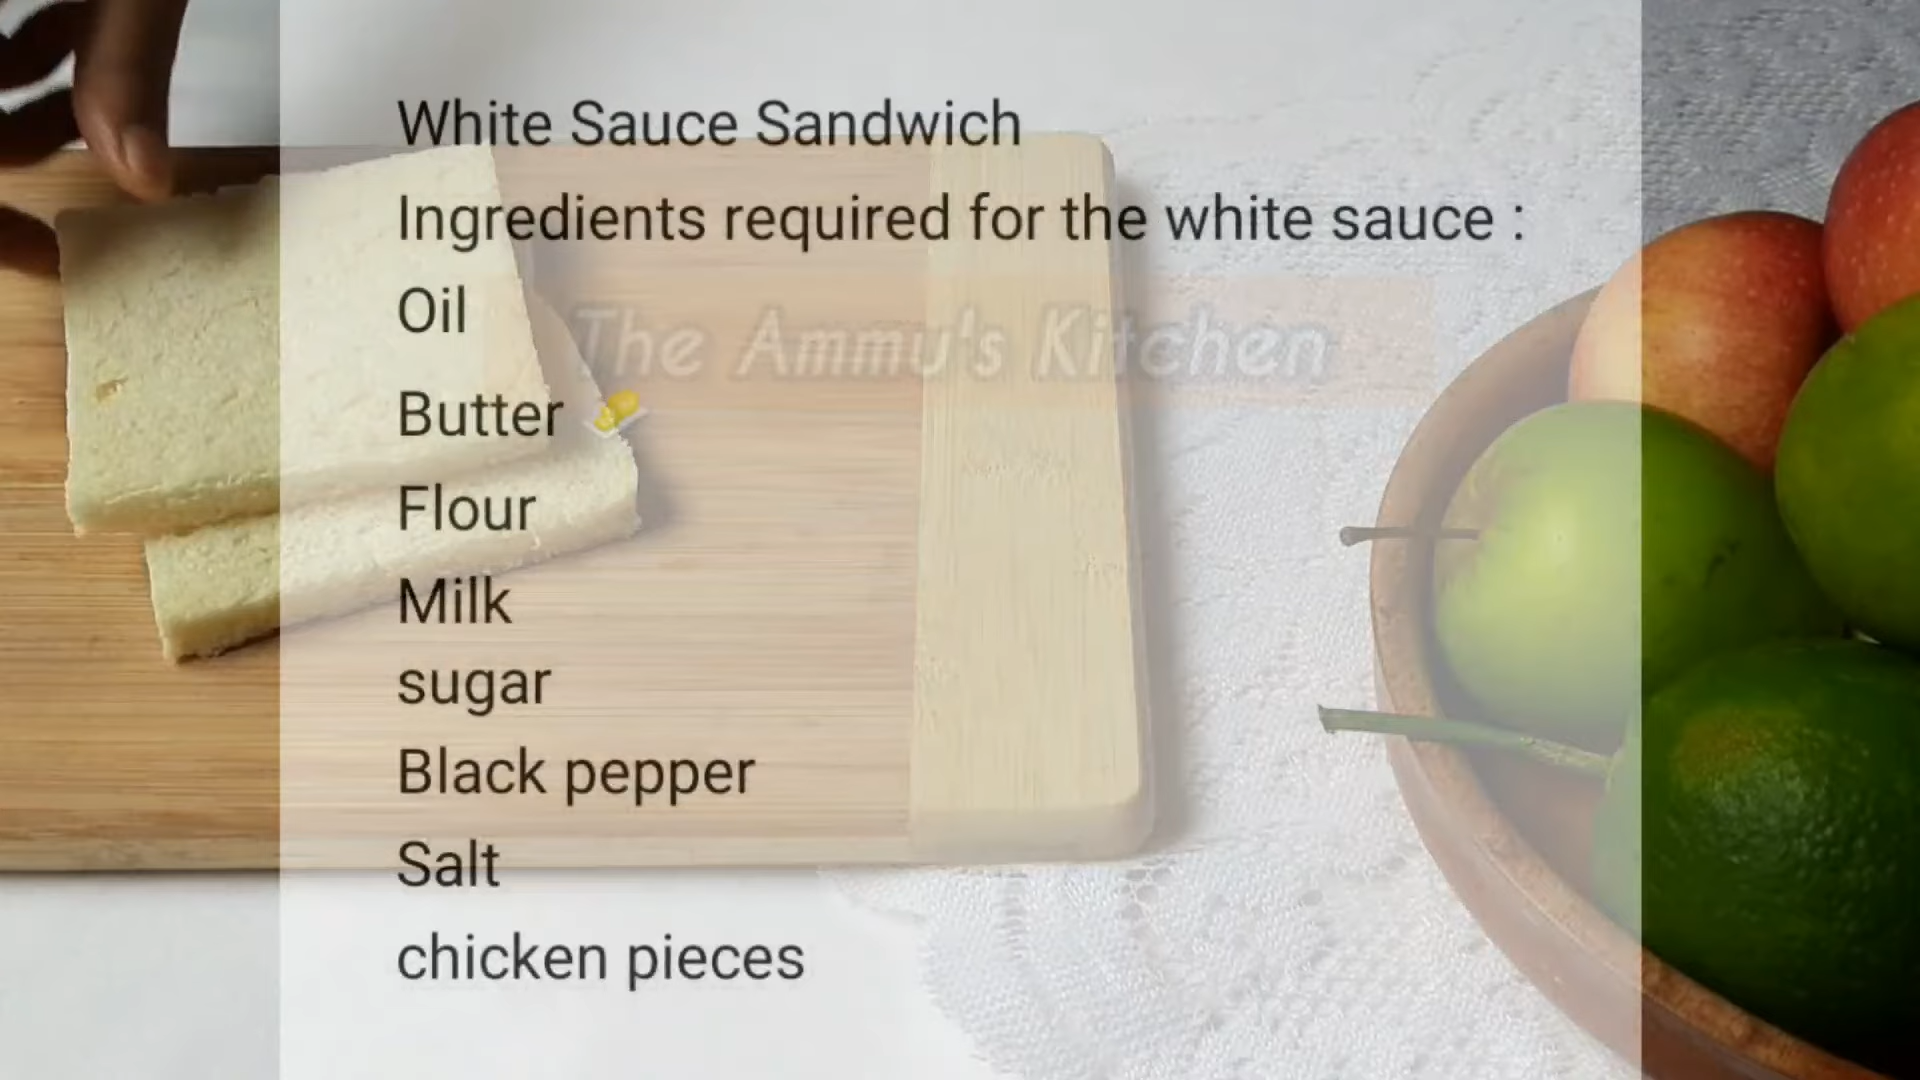 White Sauce Sandwich
Ingredients required for the white sauce :
Oil
The Ammu's Kitchen
Butter 🧈
Flour
Milk
sugar
Black pepper
Salt
chicken pieces